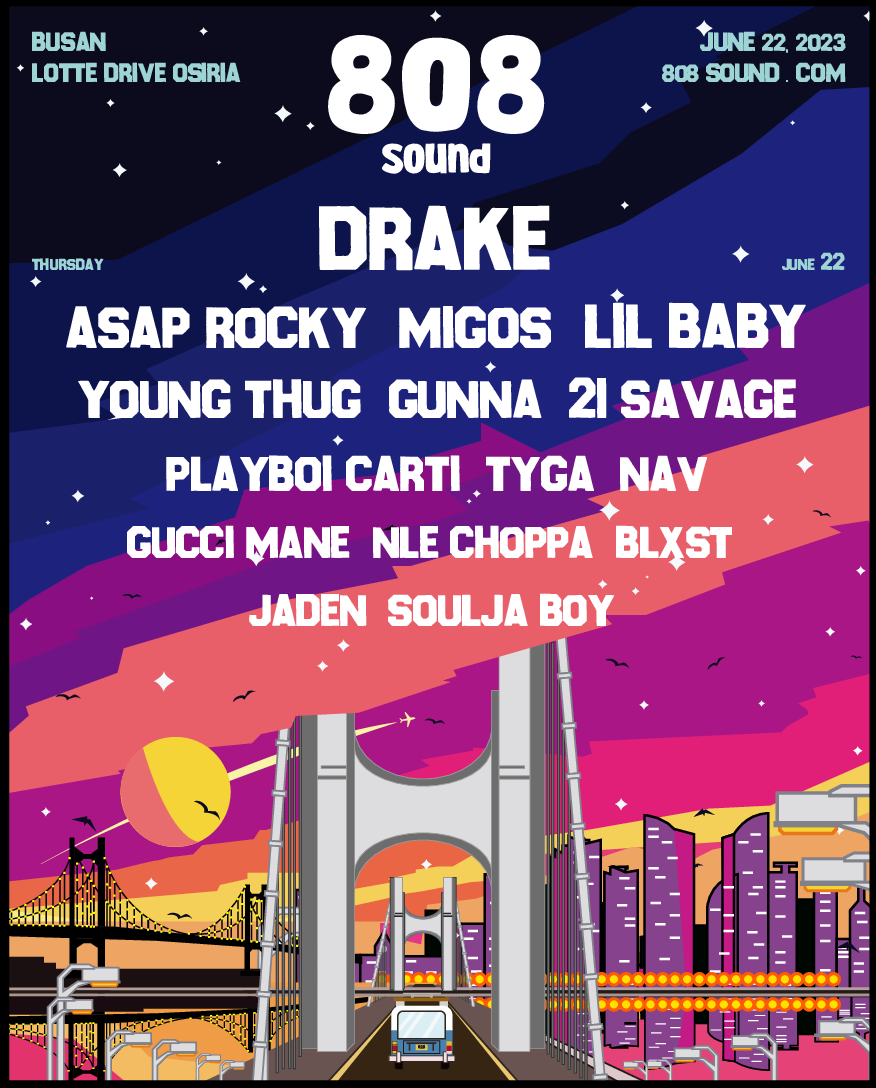 BUSAN
LOTTE DRIVE OSIRIA
JUNE 22, 2023
808 SOUND . COM
808
sound
DRAKE
THURSDAY
JUNE 22
ASAP ROCKY MIGOS LIL BABY
YOUNG THUG GUNNA 21 SAVAGE
PLAYBOI CARTI TYGA NAV
GUCCI MANE NLE CHOPPA BLXST
JADEN SOULJA BOY